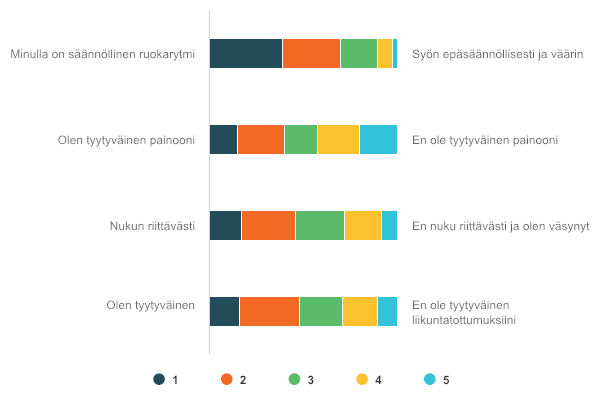 Minulla on säännöllinen ruokarytmi
Syön epäsäännöllisesti ja väärin
Olen tyytyväinen painooni
En ole tyytyväinen painooni
Nukun riittävästi
En nuku riittävästi ja olen väsynyt
Olen tyytyväinen
En ole tyytyväinen
liikuntatottumuksiini
1 2 3 4 5